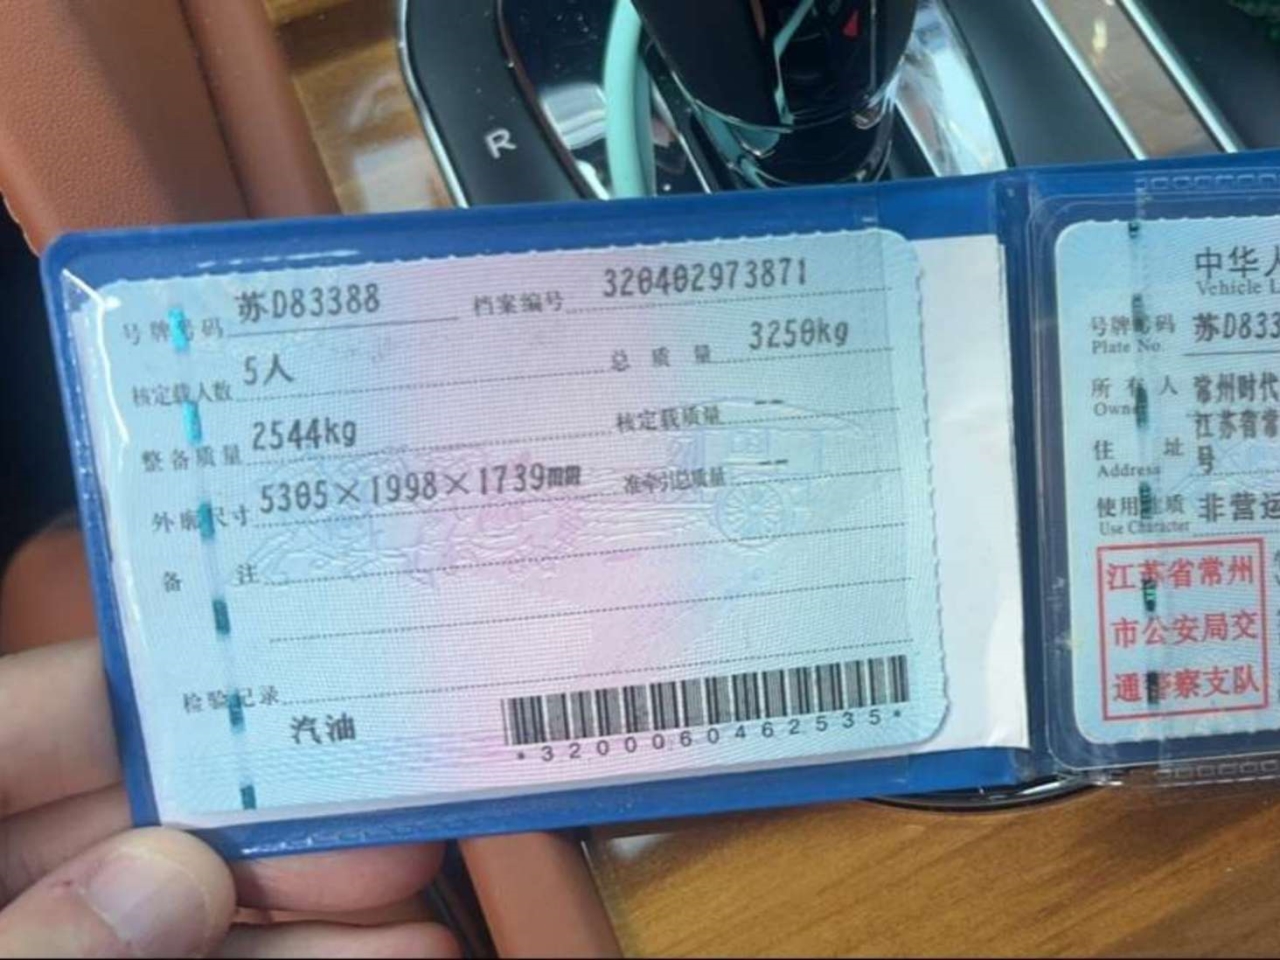 R
号牌号码 苏D83388 档案编号 320402973871
核定载人数 5人 总质量 3250kg
整备质量 2544kg 核定载质量 --
外廓尺寸 5305×1998×1739mm 准牵引总质量 --
备注
检验记录
汽油
*3200060462535*
中华人
Vehicle L
号牌号码 苏D833
Plate No.
所有人 常州时代
Owner
江苏省常
住址 号
Address
使用性质 非营运
Use Character
江苏省常州
市公安局交
通警察支队